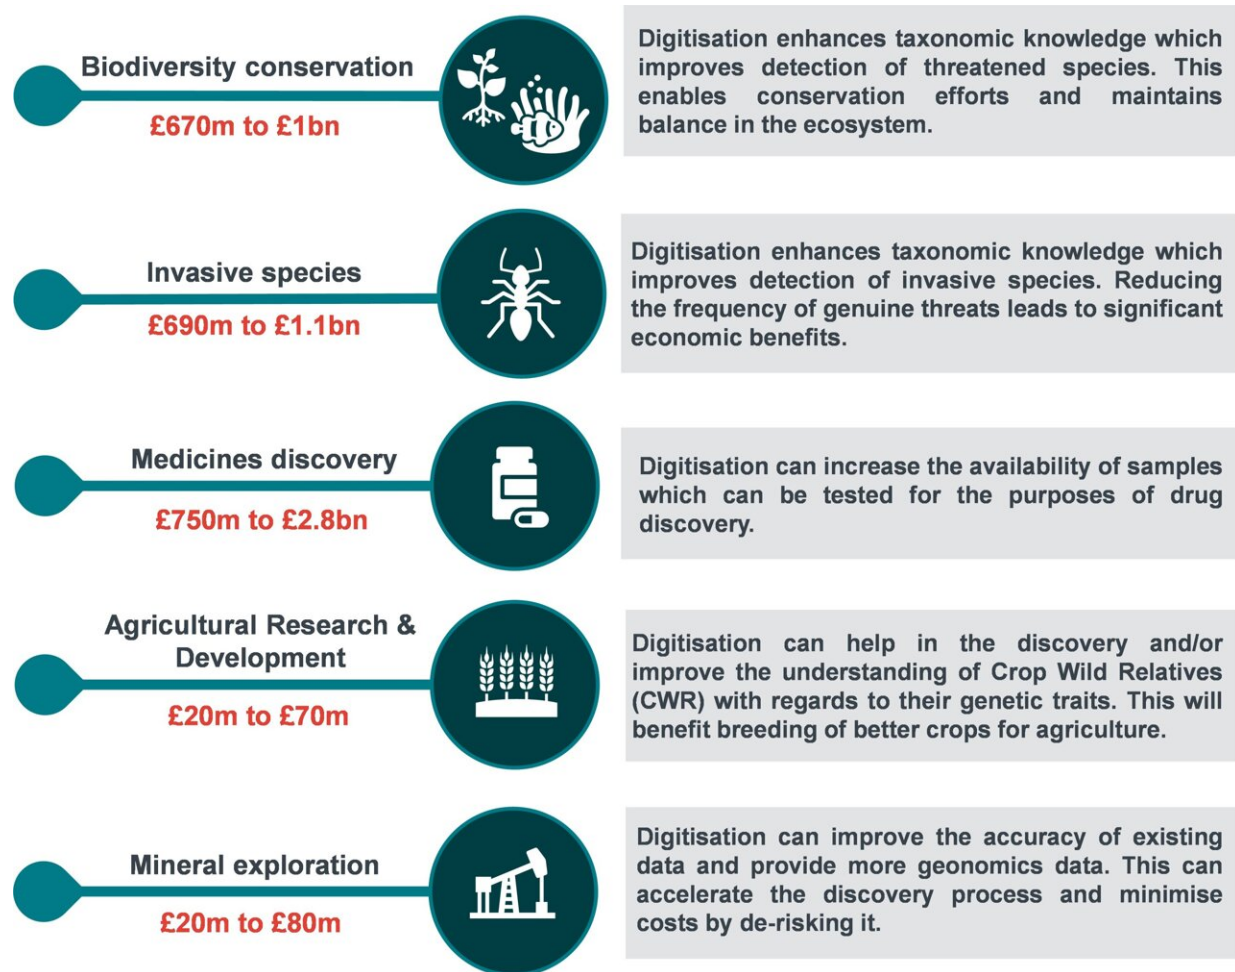 Biodiversity conservation
£670m to £1bn
Digitisation enhances taxonomic knowledge which
improves detection of threatened species. This
enables conservation efforts and maintains
balance in the ecosystem.
Invasive species
£690m to £1.1bn
Digitisation enhances taxonomic knowledge which
improves detection of invasive species. Reducing
the frequency of genuine threats leads to significant
economic benefits.
Medicines discovery
£750m to £2.8bn
Digitisation can increase the availability of samples
which can be tested for the purposes of drug
discovery.
Agricultural Research &
Development
£20m to £70m
Digitisation can help in the discovery and/or
improve the understanding of Crop Wild Relatives
(CWR) with regards to their genetic traits. This will
benefit breeding of better crops for agriculture.
Mineral exploration
£20m to £80m
Digitisation can improve the accuracy of existing
data and provide more geonomics data. This can
accelerate the discovery process and minimise
costs by de-risking it.